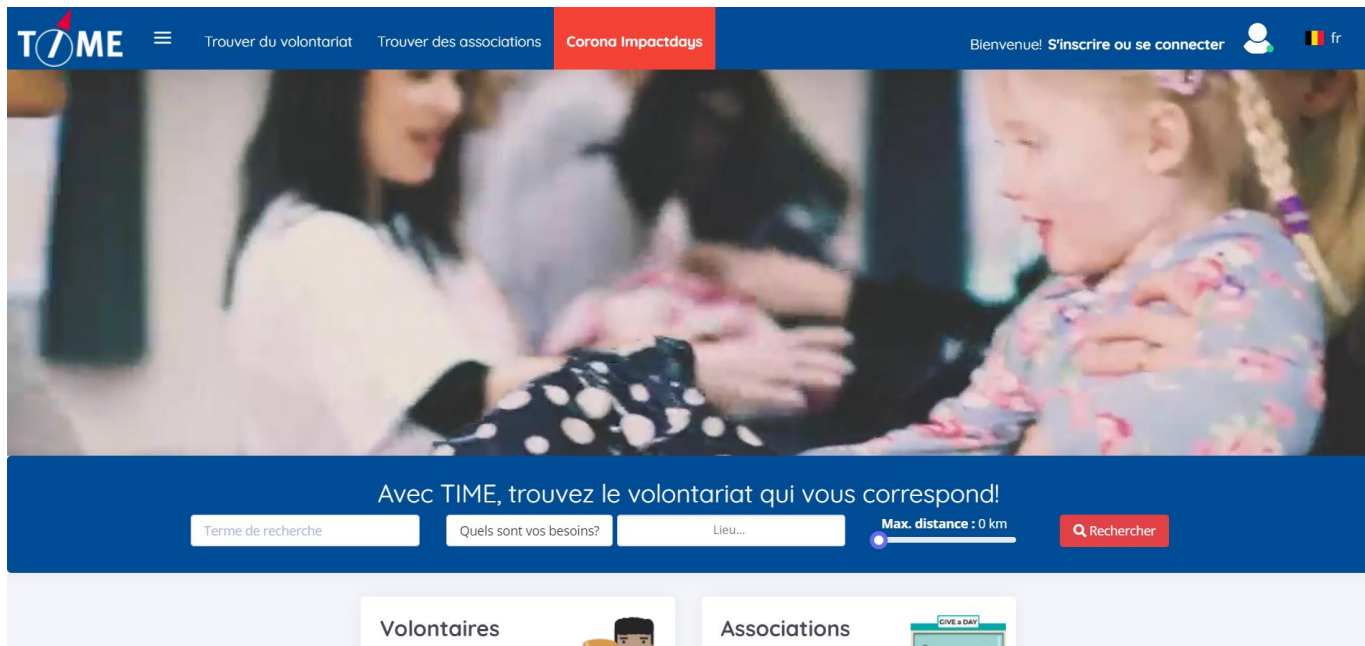 TIME
Trouver du volontariat
Trouver des associations
Corona Impactdays
Bienvenue! S'inscrire ou se connecter
fr
Avec TIME, trouvez le volontariat qui vous correspond!
Terme de recherche
Quels sont vos besoins?
Lieu...
Max. distance : 0 km
Rechercher
Volontaires
Associations
GIVE a DAY